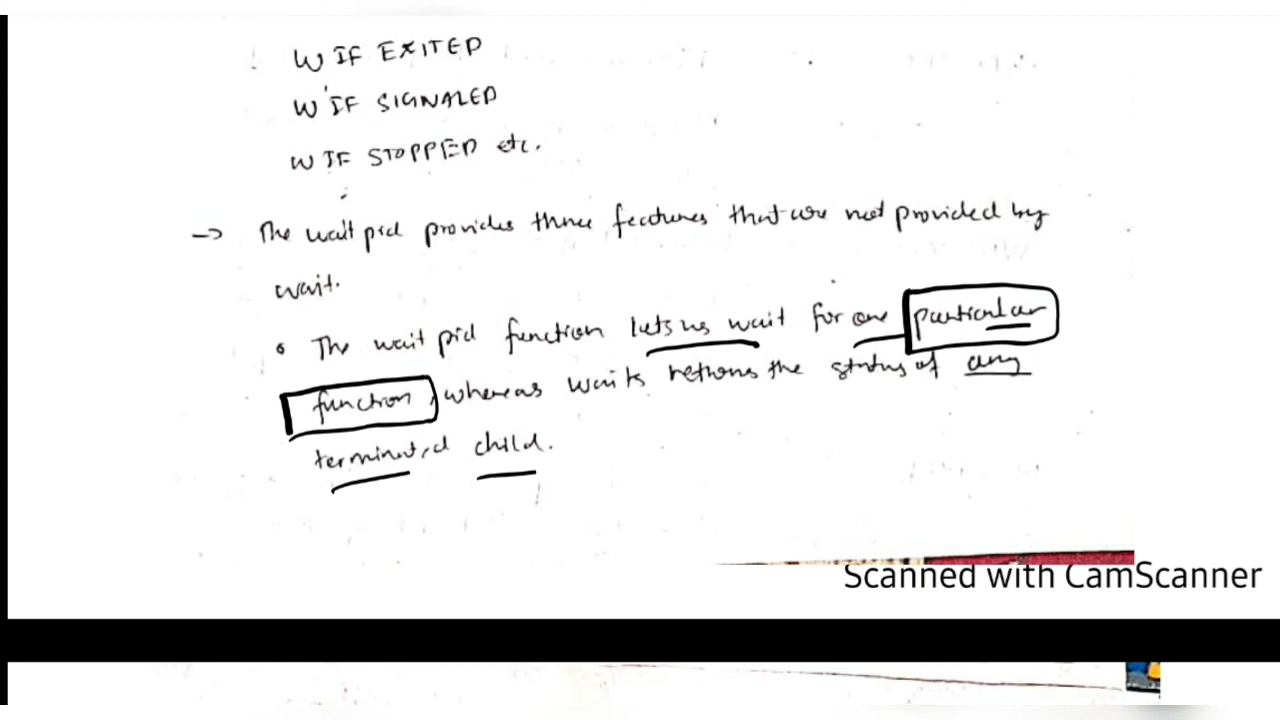 W IF EXITED
W IF SIGNALED
W IF STOPPED etc.
→ The wait pid provides three features that are not provided by
wait.
• The wait pid function lets us wait for one particular
function, whereas waits returns the status of any
terminated child.
Scanned with CamScanner